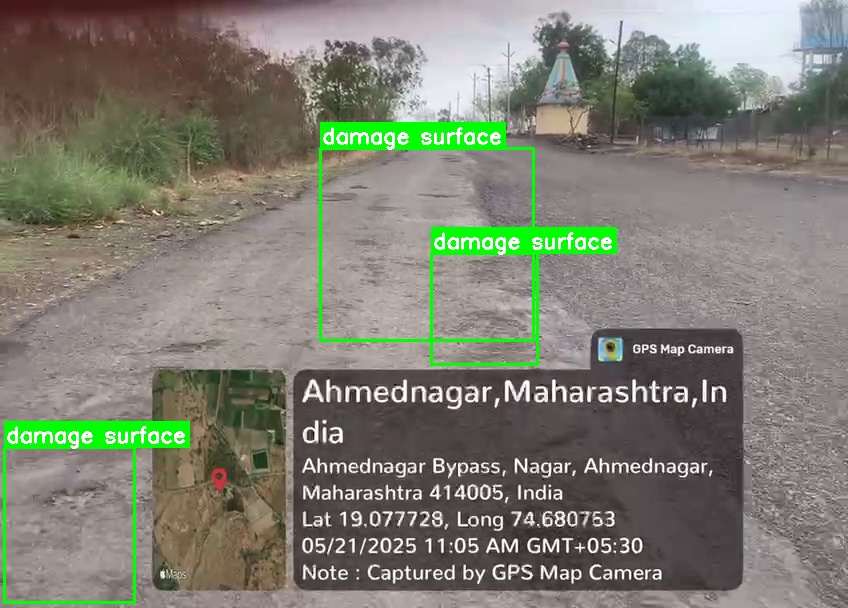 damage surface
damage surface
GPS Map Camera
Ahmednagar,Maharashtra,In
dia
damage surface
Ahmednagar Bypass, Nagar, Ahmednagar,
Maharashtra 414005, India
Lat 19.077728, Long 74.680753
05/21/2025 11:05 AM GMT+05:30
Maps
Note : Captured by GPS Map Camera